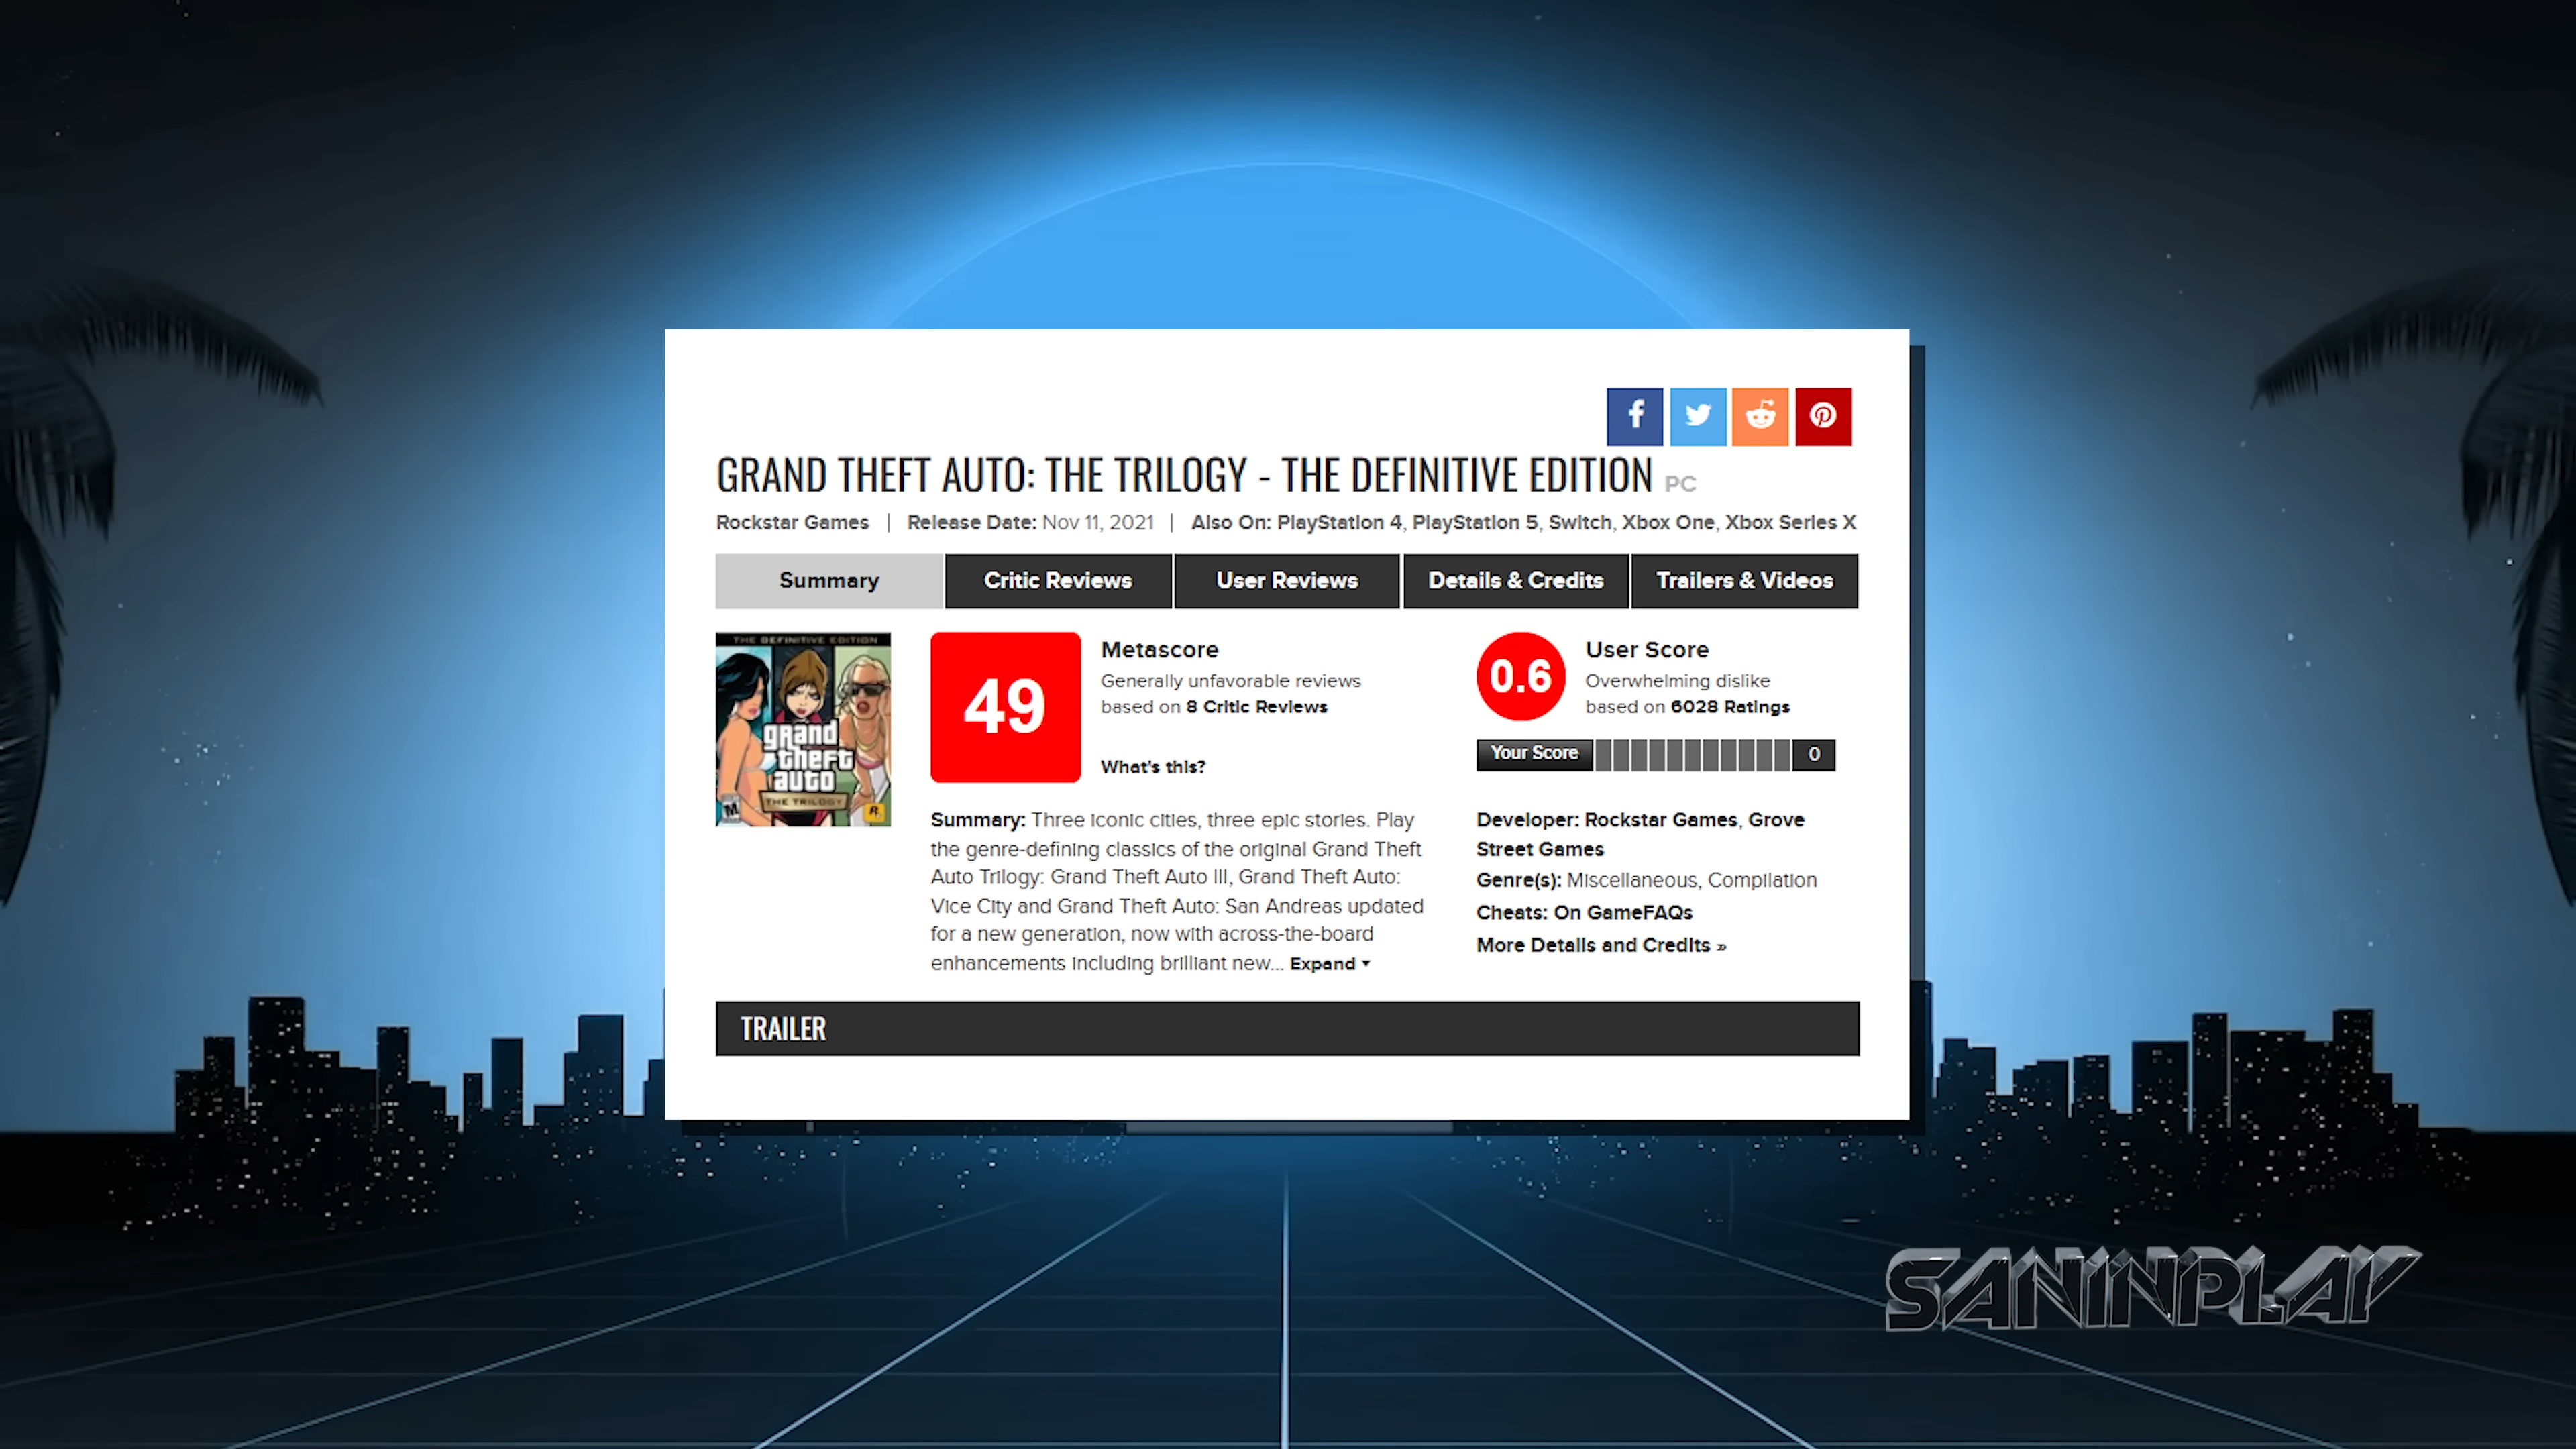 GRAND THEFT AUTO: THE TRILOGY - THE DEFINITIVE EDITION PC
Rockstar Games | Release Date: Nov 11, 2021 | Also On: PlayStation 4, PlayStation 5, Switch, Xbox One, Xbox Series X
Summary Critic Reviews User Reviews Details & Credits Trailers & Videos
THE DEFINITIVE EDITION
grand
theft
auto
THE TRILOGY
M
R
49
Metascore
Generally unfavorable reviews
based on 8 Critic Reviews
What's this?
0.6
User Score
Overwhelming dislike
based on 6028 Ratings
Your Score 0
Summary: Three iconic cities, three epic stories. Play
the genre-defining classics of the original Grand Theft
Auto Trilogy: Grand Theft Auto III, Grand Theft Auto:
Vice City and Grand Theft Auto: San Andreas updated
for a new generation, now with across-the-board
enhancements including brilliant new... Expand
Developer: Rockstar Games, Grove
Street Games
Genre(s): Miscellaneous, Compilation
Cheats: On GameFAQs
More Details and Credits »
TRAILER
SANINPLAY